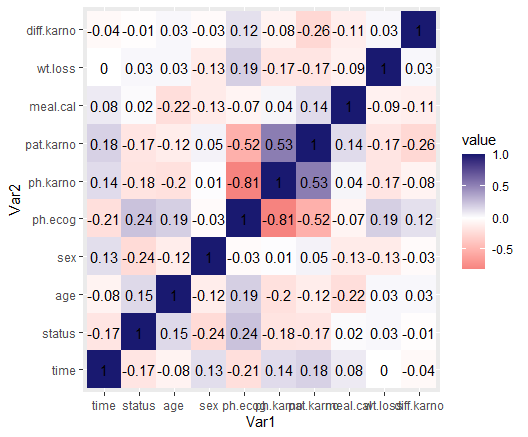 diff.karno -0.04 -0.01 0.03 -0.03 0.12 -0.08 -0.26 -0.11 0.03 1
wt.loss 0 0.03 0.03 -0.13 0.19 -0.17 -0.17 -0.09 1 0.03
meal.cal 0.08 0.02 -0.22 -0.13 -0.07 0.04 0.14 1 -0.09 -0.11
pat.karno 0.18 -0.17 -0.12 0.05 -0.52 0.53 1 0.14 -0.17 -0.26
ph.karno 0.14 -0.18 -0.2 0.01 -0.81 1 0.53 0.04 -0.17 -0.08
ph.ecog -0.21 0.24 0.19 -0.03 1 -0.81 -0.52 -0.07 0.19 0.12
sex 0.13 -0.24 -0.12 1 -0.03 0.01 0.05 -0.13 -0.13 -0.03
age -0.08 0.15 1 -0.12 0.19 -0.2 -0.12 -0.22 0.03 0.03
status -0.17 1 0.15 -0.24 0.24 -0.18 -0.17 0.02 0.03 -0.01
time 1 -0.17 -0.08 0.13 -0.21 0.14 0.18 0.08 0 -0.04
time status age sex ph.ecog ph.karno pat.karno meal.cal wt.loss diff.karno
Var1
Var2
value
1.0
0.5
0.0
-0.5